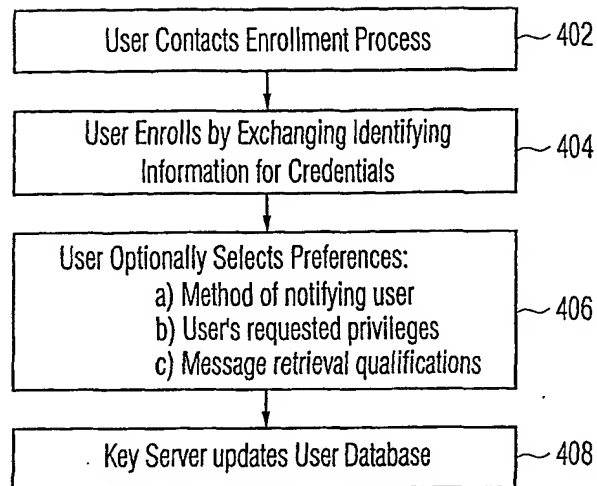 User Contacts Enrollment Process
402
User Enrolls by Exchanging Identifying
Information for Credentials
404
User Optionally Selects Preferences:
a) Method of notifying user
b) User's requested privileges
c) Message retrieval qualifications
406
Key Server updates User Database
408